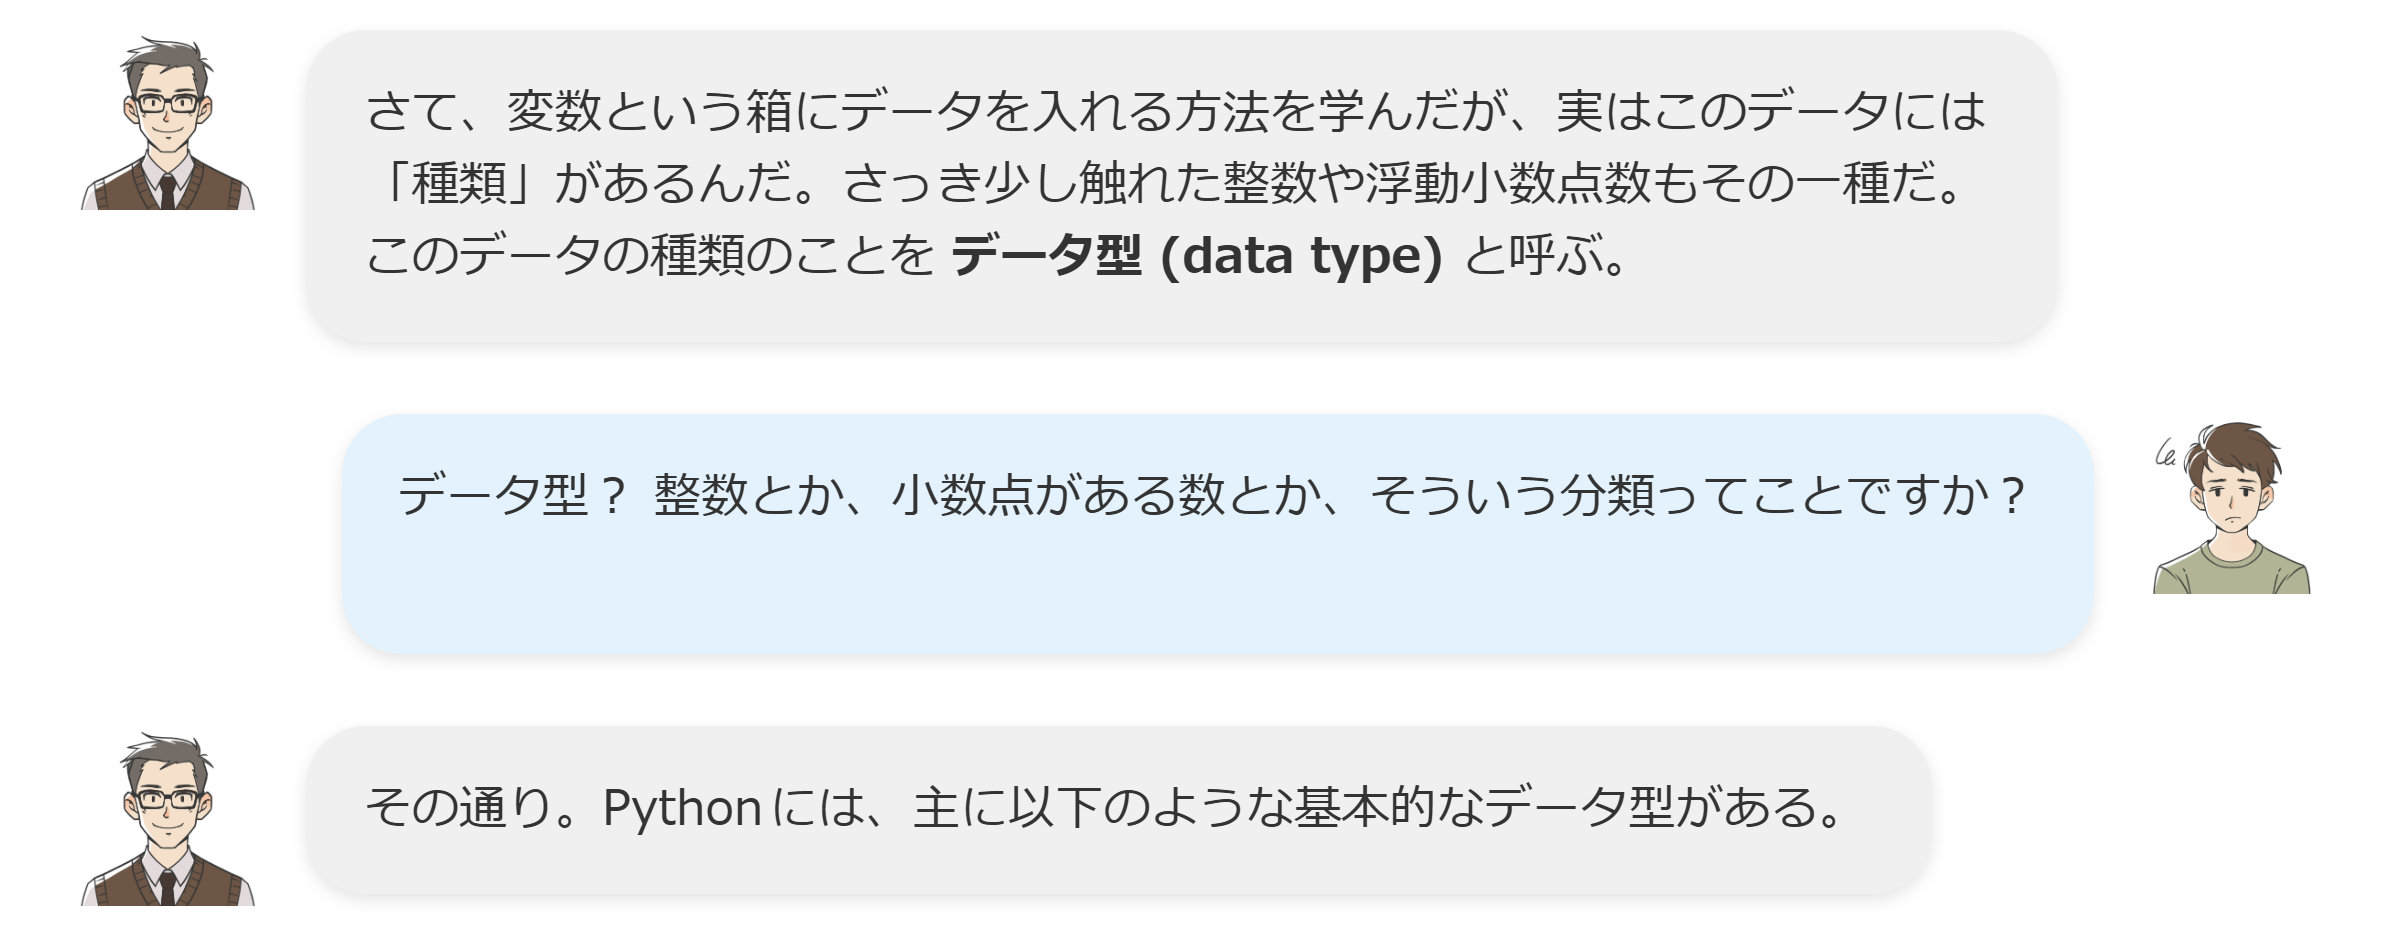 さて、変数という箱にデータを入れる方法を学んだが、実はこのデータには
「種類」があるんだ。さっき少し触れた整数や浮動小数点数もその一種だ。
このデータの種類のことを データ型 (data type) と呼ぶ。
データ型？ 整数とか、小数点がある数とか、そういう分類ってことですか？
その通り。Pythonには、主に以下のような基本的なデータ型がある。